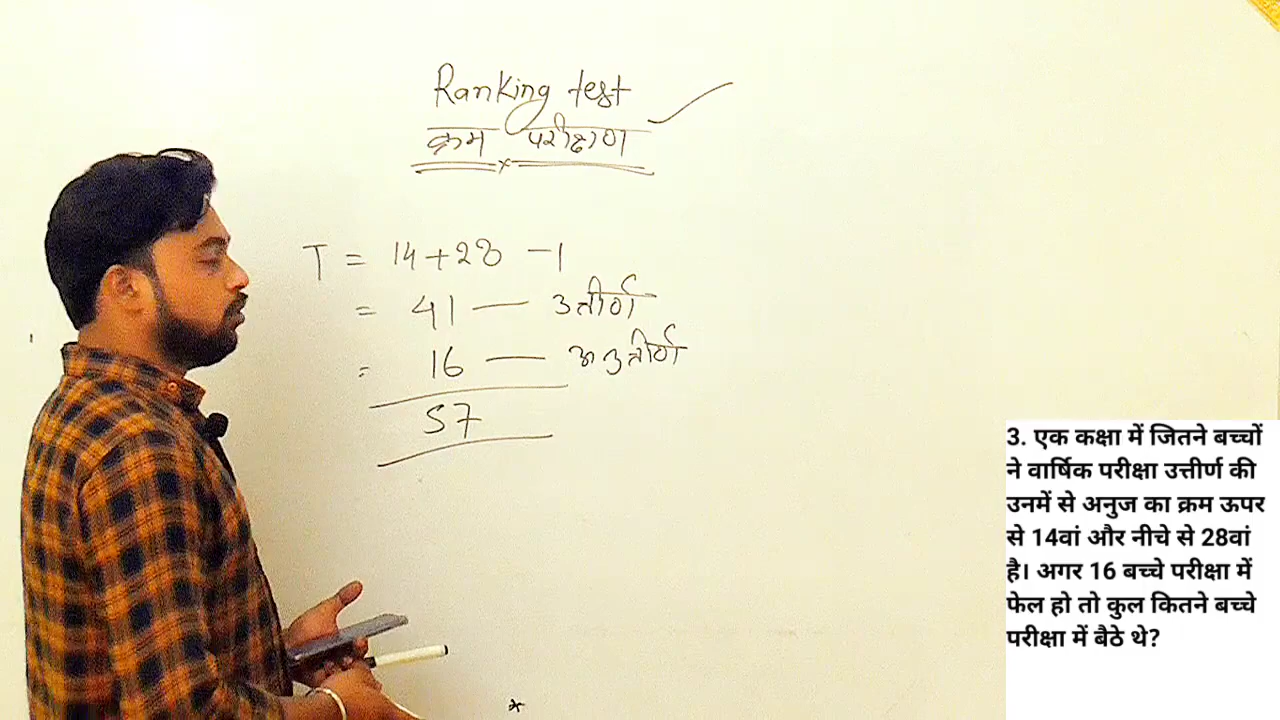 Ranking test
क्रम परीक्षण
T = 14+28 -1
= 41 — उत्तीर्ण
= 16 — अउत्तीर्ण
57
3. एक कक्षा में जितने बच्चों
ने वार्षिक परीक्षा उत्तीर्ण की
उनमें से अनुज का क्रम ऊपर
से 14वां और नीचे से 28वां
है। अगर 16 बच्चे परीक्षा में
फेल हो तो कुल कितने बच्चे
परीक्षा में बैठे थे?